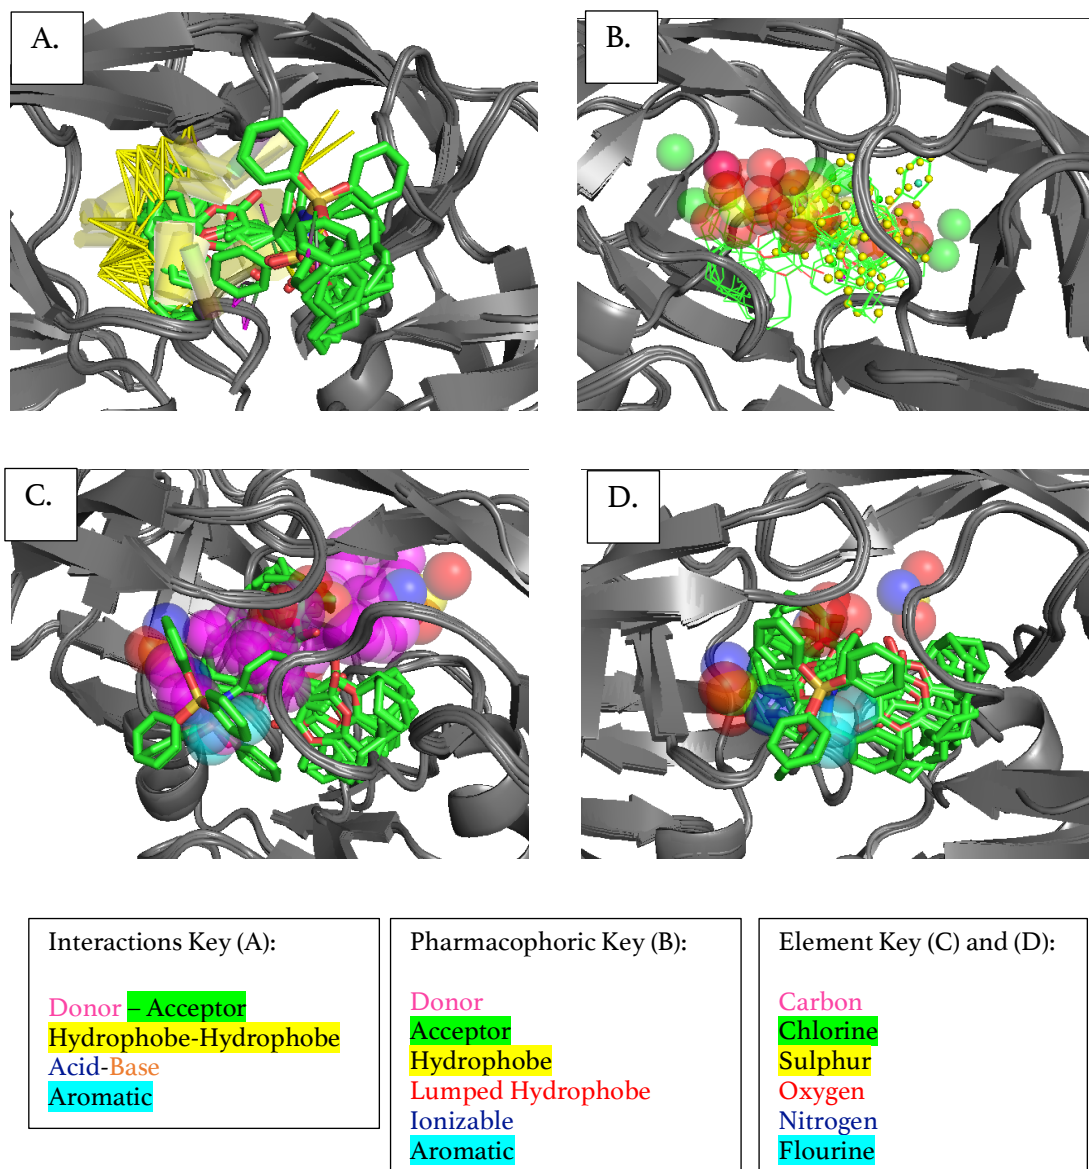 A.
B.
C.
D.
Interactions Key (A):
Donor – Acceptor
Hydrophobe-Hydrophobe
Acid-Base
Aromatic
Pharmacophoric Key (B):
Donor
Acceptor
Hydrophobe
Lumped Hydrophobe
Ionizable
Aromatic
Element Key (C) and (D):
Carbon
Chlorine
Sulphur
Oxygen
Nitrogen
Flourine